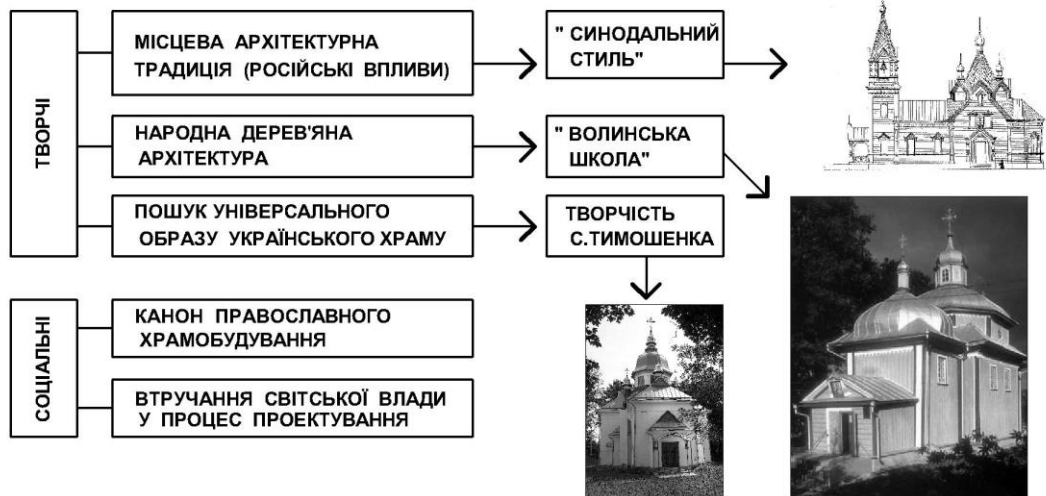 ТВОРЧІ
МІСЦЕВА АРХІТЕКТУРНА
ТРАДИЦІЯ (РОСІЙСЬКІ ВПЛИВИ)
" СИНОДАЛЬНИЙ
СТИЛЬ"
НАРОДНА ДЕРЕВ'ЯНА
АРХІТЕКТУРА
" ВОЛИНСЬКА
ШКОЛА"
ПОШУК УНІВЕРСАЛЬНОГО
ОБРАЗУ УКРАЇНСЬКОГО ХРАМУ
ТВОРЧІСТЬ
С.ТИМОШЕНКА
СОЦІАЛЬНІ
КАНОН ПРАВОСЛАВНОГО
ХРАМОБУДУВАННЯ
ВТРУЧАННЯ СВІТСЬКОЇ ВЛАДИ
У ПРОЦЕС ПРОЕКТУВАННЯ